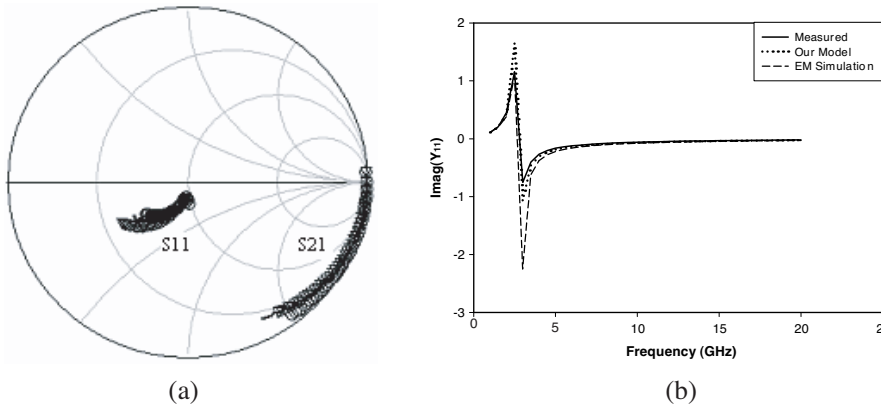 S11
S21
(a)
2
1
0
-1
-2
-3
Imag(Y11)
Measured
Our Model
EM Simulation
0
5
10
15
20
25
Frequency (GHz)
(b)